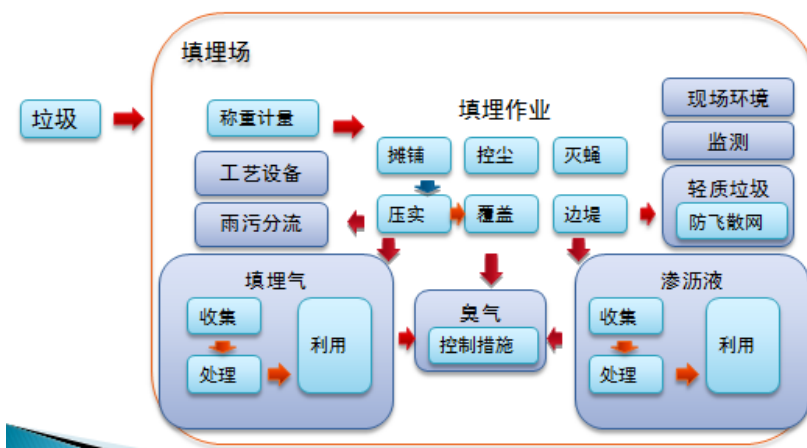 填埋场
垃圾
称重计量
填埋作业
现场环境
监测
摊铺
控尘
灭蝇
工艺设备
轻质垃圾
防飞散网
雨污分流
压实
覆盖
边堤
填埋气
收集
处理
利用
臭气
控制措施
渗沥液
收集
处理
利用